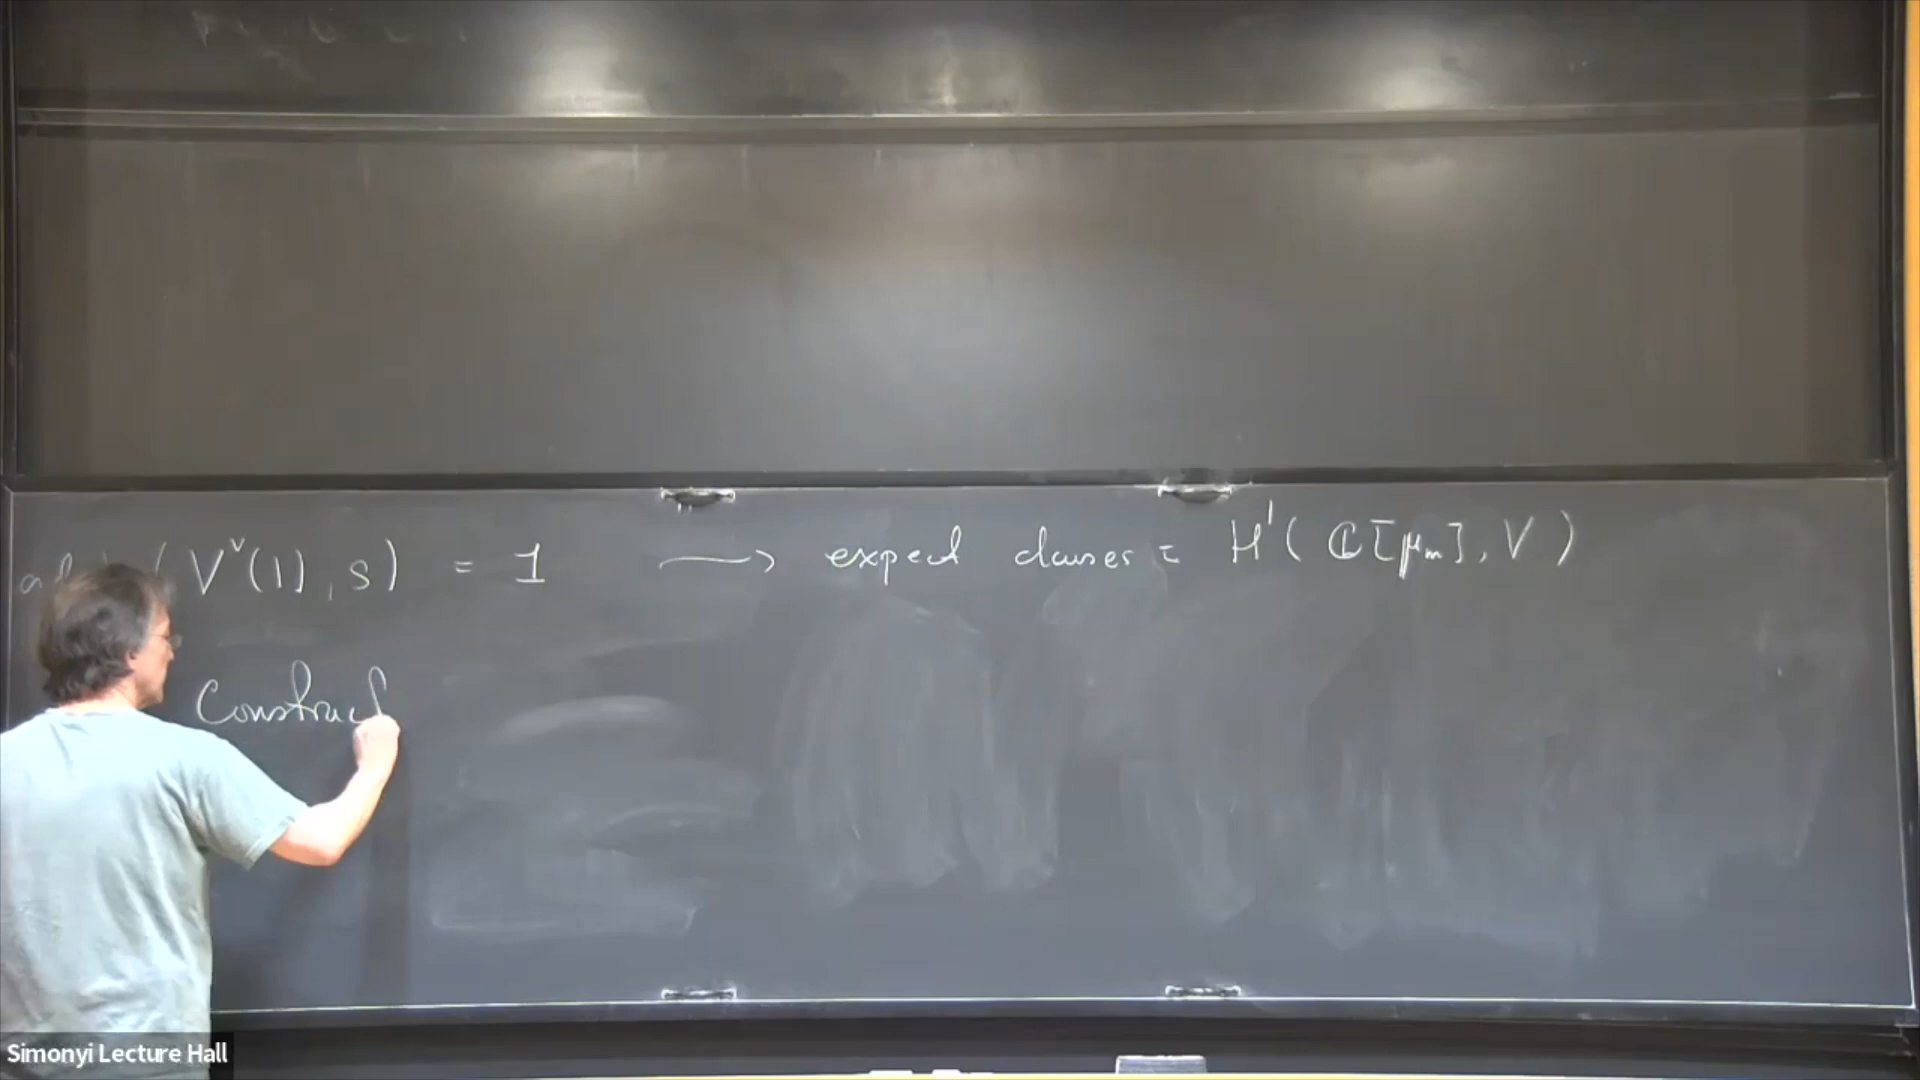 ( V^∨(1), s) = 1 ⟶ expect classes ∈ H^1( ℚ[μ_m], V )
Construct
Simonyi Lecture Hall